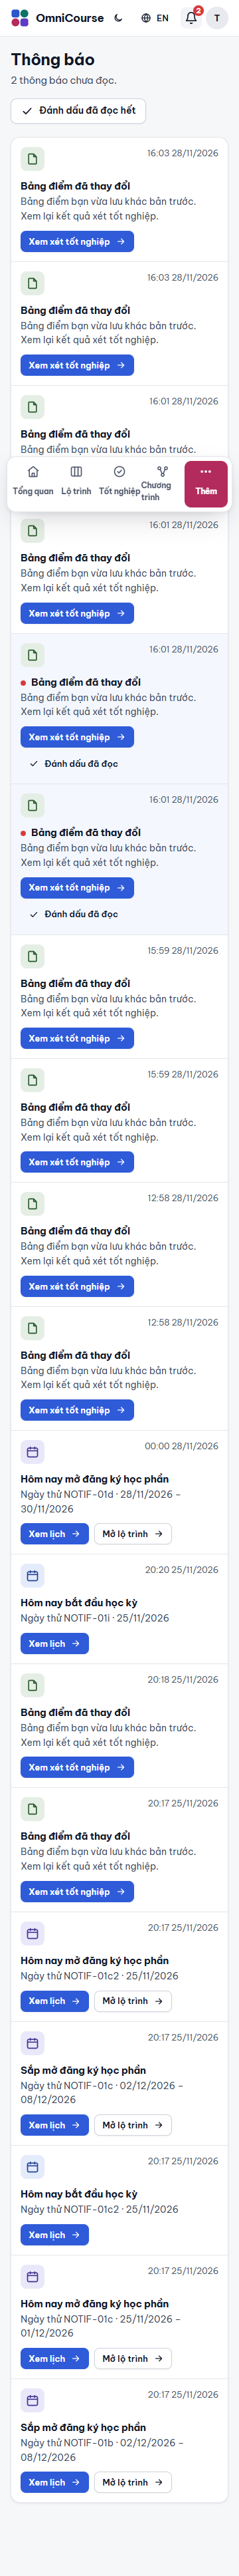 OmniCourse EN 2 T
Thông báo
2 thông báo chưa đọc.
Đánh dấu đã đọc hết
16:03 28/11/2026
Bảng điểm đã thay đổi
Bảng điểm bạn vừa lưu khác bản trước.
Xem lại kết quả xét tốt nghiệp.
Xem xét tốt nghiệp
16:03 28/11/2026
Bảng điểm đã thay đổi
Bảng điểm bạn vừa lưu khác bản trước.
Xem lại kết quả xét tốt nghiệp.
Xem xét tốt nghiệp
16:01 28/11/2026
Bảng điểm đã thay đổi
Bảng điểm bạn vừa lưu khác bản trước.
Tổng quan Lộ trình Tốt nghiệp Chương trình Thêm
16:01 28/11/2026
Bảng điểm đã thay đổi
Bảng điểm bạn vừa lưu khác bản trước.
Xem lại kết quả xét tốt nghiệp.
Xem xét tốt nghiệp
16:01 28/11/2026
Bảng điểm đã thay đổi
Bảng điểm bạn vừa lưu khác bản trước.
Xem lại kết quả xét tốt nghiệp.
Xem xét tốt nghiệp
Đánh dấu đã đọc
16:01 28/11/2026
Bảng điểm đã thay đổi
Bảng điểm bạn vừa lưu khác bản trước.
Xem lại kết quả xét tốt nghiệp.
Xem xét tốt nghiệp
Đánh dấu đã đọc
15:59 28/11/2026
Bảng điểm đã thay đổi
Bảng điểm bạn vừa lưu khác bản trước.
Xem lại kết quả xét tốt nghiệp.
Xem xét tốt nghiệp
15:59 28/11/2026
Bảng điểm đã thay đổi
Bảng điểm bạn vừa lưu khác bản trước.
Xem lại kết quả xét tốt nghiệp.
Xem xét tốt nghiệp
12:58 28/11/2026
Bảng điểm đã thay đổi
Bảng điểm bạn vừa lưu khác bản trước.
Xem lại kết quả xét tốt nghiệp.
Xem xét tốt nghiệp
12:58 28/11/2026
Bảng điểm đã thay đổi
Bảng điểm bạn vừa lưu khác bản trước.
Xem lại kết quả xét tốt nghiệp.
Xem xét tốt nghiệp
00:00 28/11/2026
Hôm nay mở đăng ký học phần
Ngày thử NOTIF-01d · 28/11/2026 –
30/11/2026
Xem lịch Mở lộ trình
20:20 25/11/2026
Hôm nay bắt đầu học kỳ
Ngày thử NOTIF-01i · 25/11/2026
Xem lịch
20:18 25/11/2026
Bảng điểm đã thay đổi
Bảng điểm bạn vừa lưu khác bản trước.
Xem lại kết quả xét tốt nghiệp.
Xem xét tốt nghiệp
20:17 25/11/2026
Bảng điểm đã thay đổi
Bảng điểm bạn vừa lưu khác bản trước.
Xem lại kết quả xét tốt nghiệp.
Xem xét tốt nghiệp
20:17 25/11/2026
Hôm nay mở đăng ký học phần
Ngày thử NOTIF-01c2 · 25/11/2026
Xem lịch Mở lộ trình
20:17 25/11/2026
Sắp mở đăng ký học phần
Ngày thử NOTIF-01c · 02/12/2026 –
08/12/2026
Xem lịch Mở lộ trình
20:17 25/11/2026
Hôm nay bắt đầu học kỳ
Ngày thử NOTIF-01c2 · 25/11/2026
Xem lịch
20:17 25/11/2026
Hôm nay mở đăng ký học phần
Ngày thử NOTIF-01c · 25/11/2026 –
01/12/2026
Xem lịch Mở lộ trình
20:17 25/11/2026
Sắp mở đăng ký học phần
Ngày thử NOTIF-01b · 02/12/2026 –
08/12/2026
Xem lịch Mở lộ trình